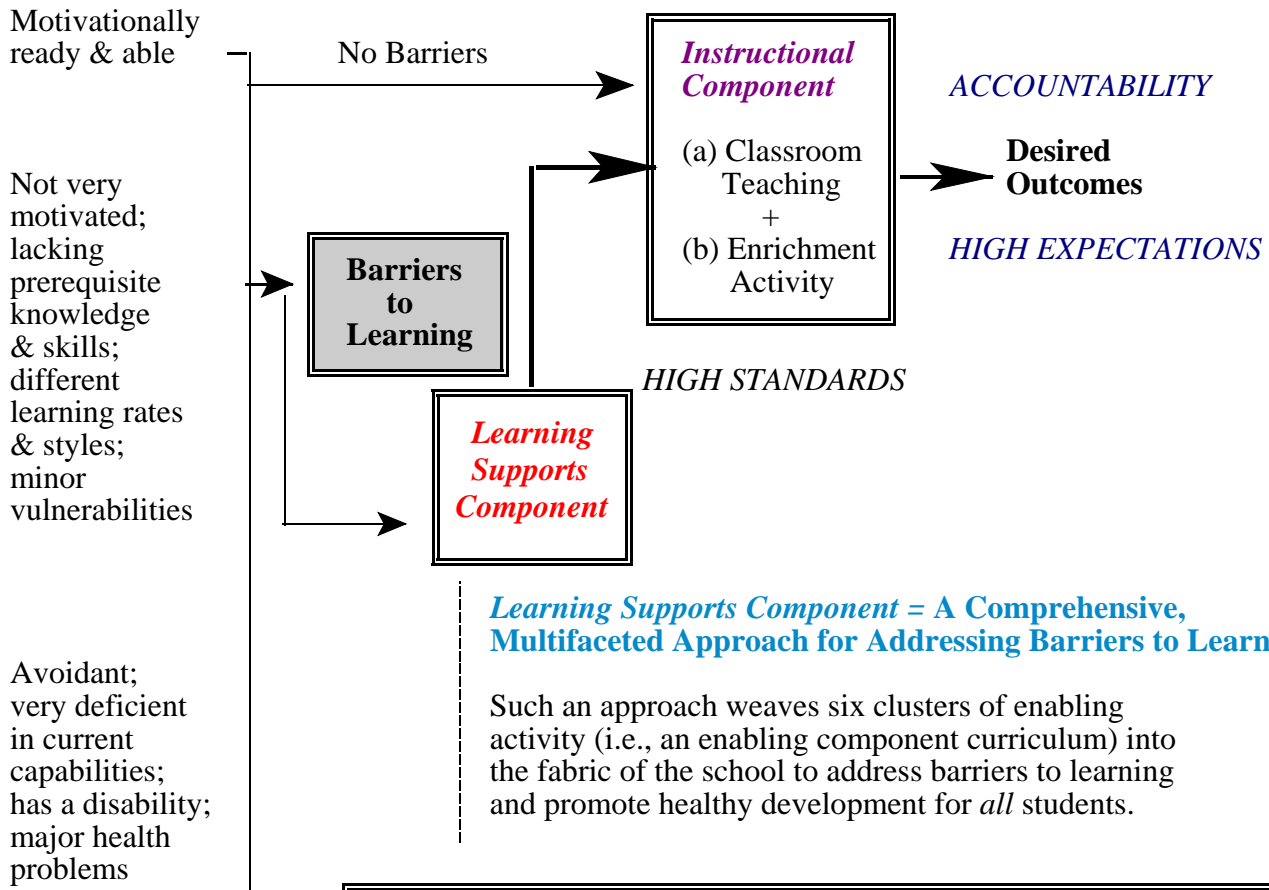 Motivationally
ready & able
No Barriers
Instructional
Component
(a) Classroom
Teaching
+
(b) Enrichment
Activity
ACCOUNTABILITY
Desired
Outcomes
HIGH EXPECTATIONS
Not very
motivated;
lacking
prerequisite
knowledge
& skills;
different
learning rates
& styles;
minor
vulnerabilities
Barriers
to
Learning
HIGH STANDARDS
Learning
Supports
Component
Learning Supports Component = A Comprehensive,
Multifaceted Approach for Addressing Barriers to Learn
Such an approach weaves six clusters of enabling
activity (i.e., an enabling component curriculum) into
the fabric of the school to address barriers to learning
and promote healthy development for all students.
Avoidant;
very deficient
in current
capabilities;
has a disability;
major health
problems